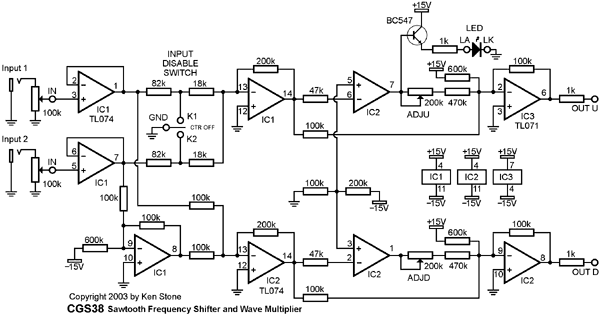 +15V
BC547
LED
LA LK
1k
INPUT
DISABLE
SWITCH
Input 1
IN
100k
2
3
1
IC1
TL074
82k
18k
200k
13
12
14
IC1
47k
5
6
7
IC2
+15V
600k
200k
470k
ADJU
100k
2
3
6
IC3
TL071
1k
OUT U
GND
K1
CTR OFF
K2
100k
Input 2
IN
100k
6
5
7
IC1
82k
18k
100k
100k
200k
-15V
+15V
4
IC1
11
-15V
+15V
4
IC2
11
-15V
+15V
7
IC3
4
-15V
600k
-15V
100k
9
10
8
IC1
100k
200k
13
12
14
IC2
TL074
47k
3
2
1
IC2
+15V
600k
200k
470k
ADJD
100k
9
10
8
IC2
1k
OUT D
100k
Copyright 2003 by Ken Stone
CGS38 Sawtooth Frequency Shifter and Wave Multiplier